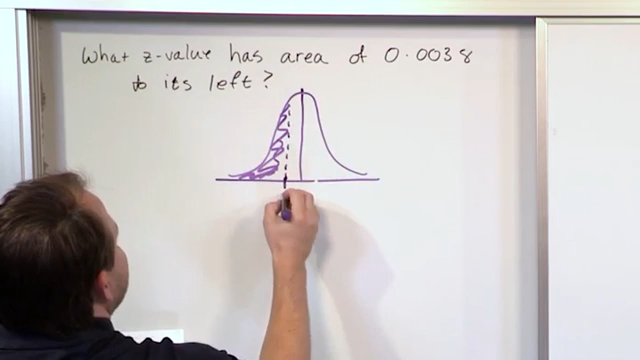 What z-value has area of 0.0038
to its left?